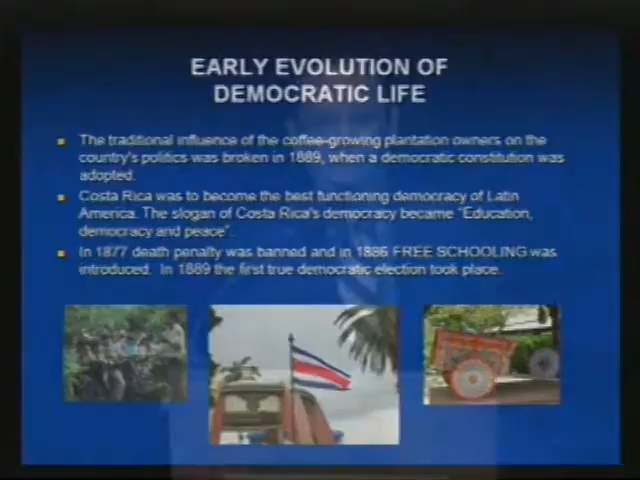 EARLY EVOLUTION OF
DEMOCRATIC LIFE
The traditional influence of the coffee-growing plantation owners on the
country's politics was broken in 1889, when a democratic constitution was
adopted.
Costa Rica was to become the best functioning democracy of Latin
America. The slogan of Costa Rica's democracy became "Education,
democracy and peace".
In 1877 death penalty was banned and in 1886 FREE SCHOOLING was
introduced. In 1889 the first true democratic election took place.